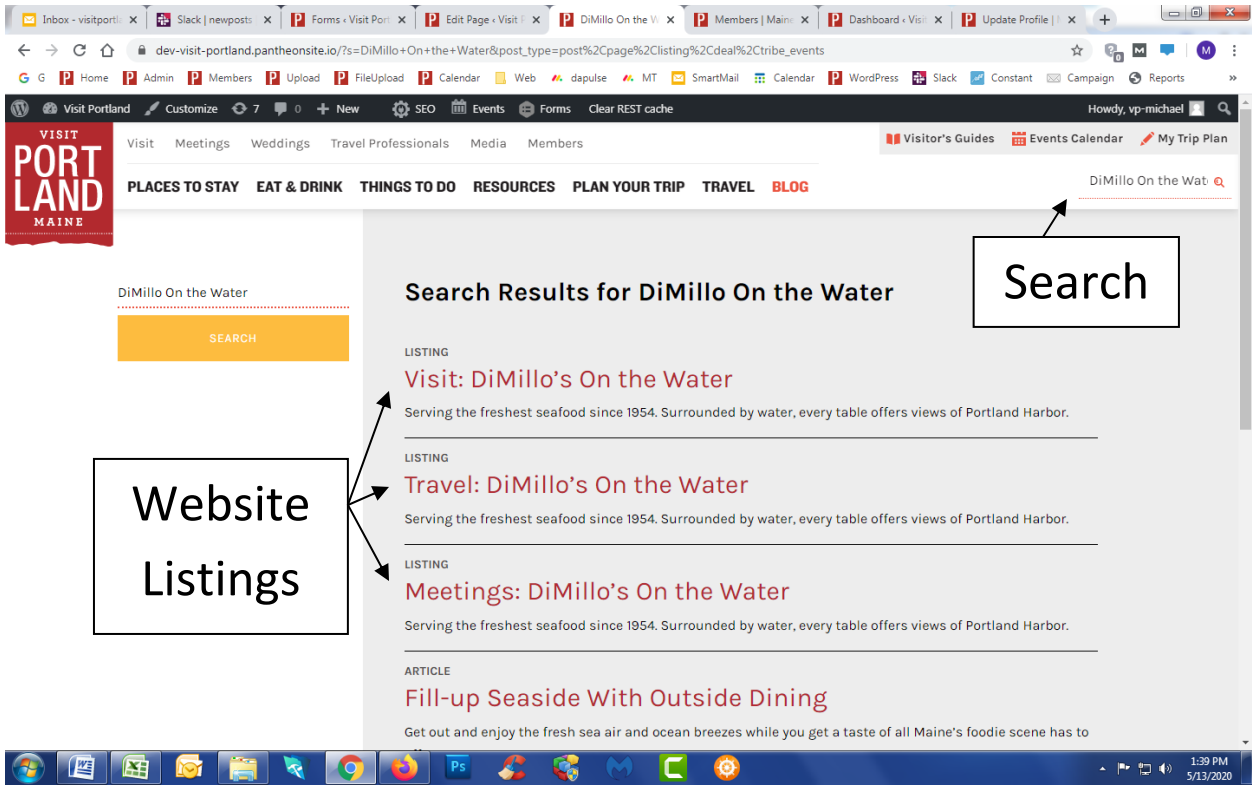 Inbox - visitportla
Slack | newposts
Forms ‹ Visit Port
Edit Page ‹ Visit P
DiMillo On the W
Members | Maine
Dashboard ‹ Visit
Update Profile |
dev-visit-portland.pantheonsite.io/?s=DiMillo+On+the+Water&post_type=post%2Cpage%2Clisting%2Cdeal%2Ctribe_events
G Home Admin Members Upload FileUpload Calendar Web dapulse MT SmartMail Calendar WordPress Slack Constant Campaign Reports »
Visit Portland Customize 7 0 + New SEO Events Forms Clear REST cache Howdy, vp-michael
VISIT
PORT
LAND
MAINE
Visit Meetings Weddings Travel Professionals Media Members
Visitor's Guides Events Calendar My Trip Plan
PLACES TO STAY EAT & DRINK THINGS TO DO RESOURCES PLAN YOUR TRIP TRAVEL BLOG
DiMillo On the Wat
Search
DiMillo On the Water
SEARCH
Search Results for DiMillo On the Water
LISTING
Visit: DiMillo's On the Water
Serving the freshest seafood since 1954. Surrounded by water, every table offers views of Portland Harbor.
LISTING
Travel: DiMillo's On the Water
Serving the freshest seafood since 1954. Surrounded by water, every table offers views of Portland Harbor.
Website
Listings
LISTING
Meetings: DiMillo's On the Water
Serving the freshest seafood since 1954. Surrounded by water, every table offers views of Portland Harbor.
ARTICLE
Fill-up Seaside With Outside Dining
Get out and enjoy the fresh sea air and ocean breezes while you get a taste of all Maine's foodie scene has to
Ps
1:39 PM
5/13/2020